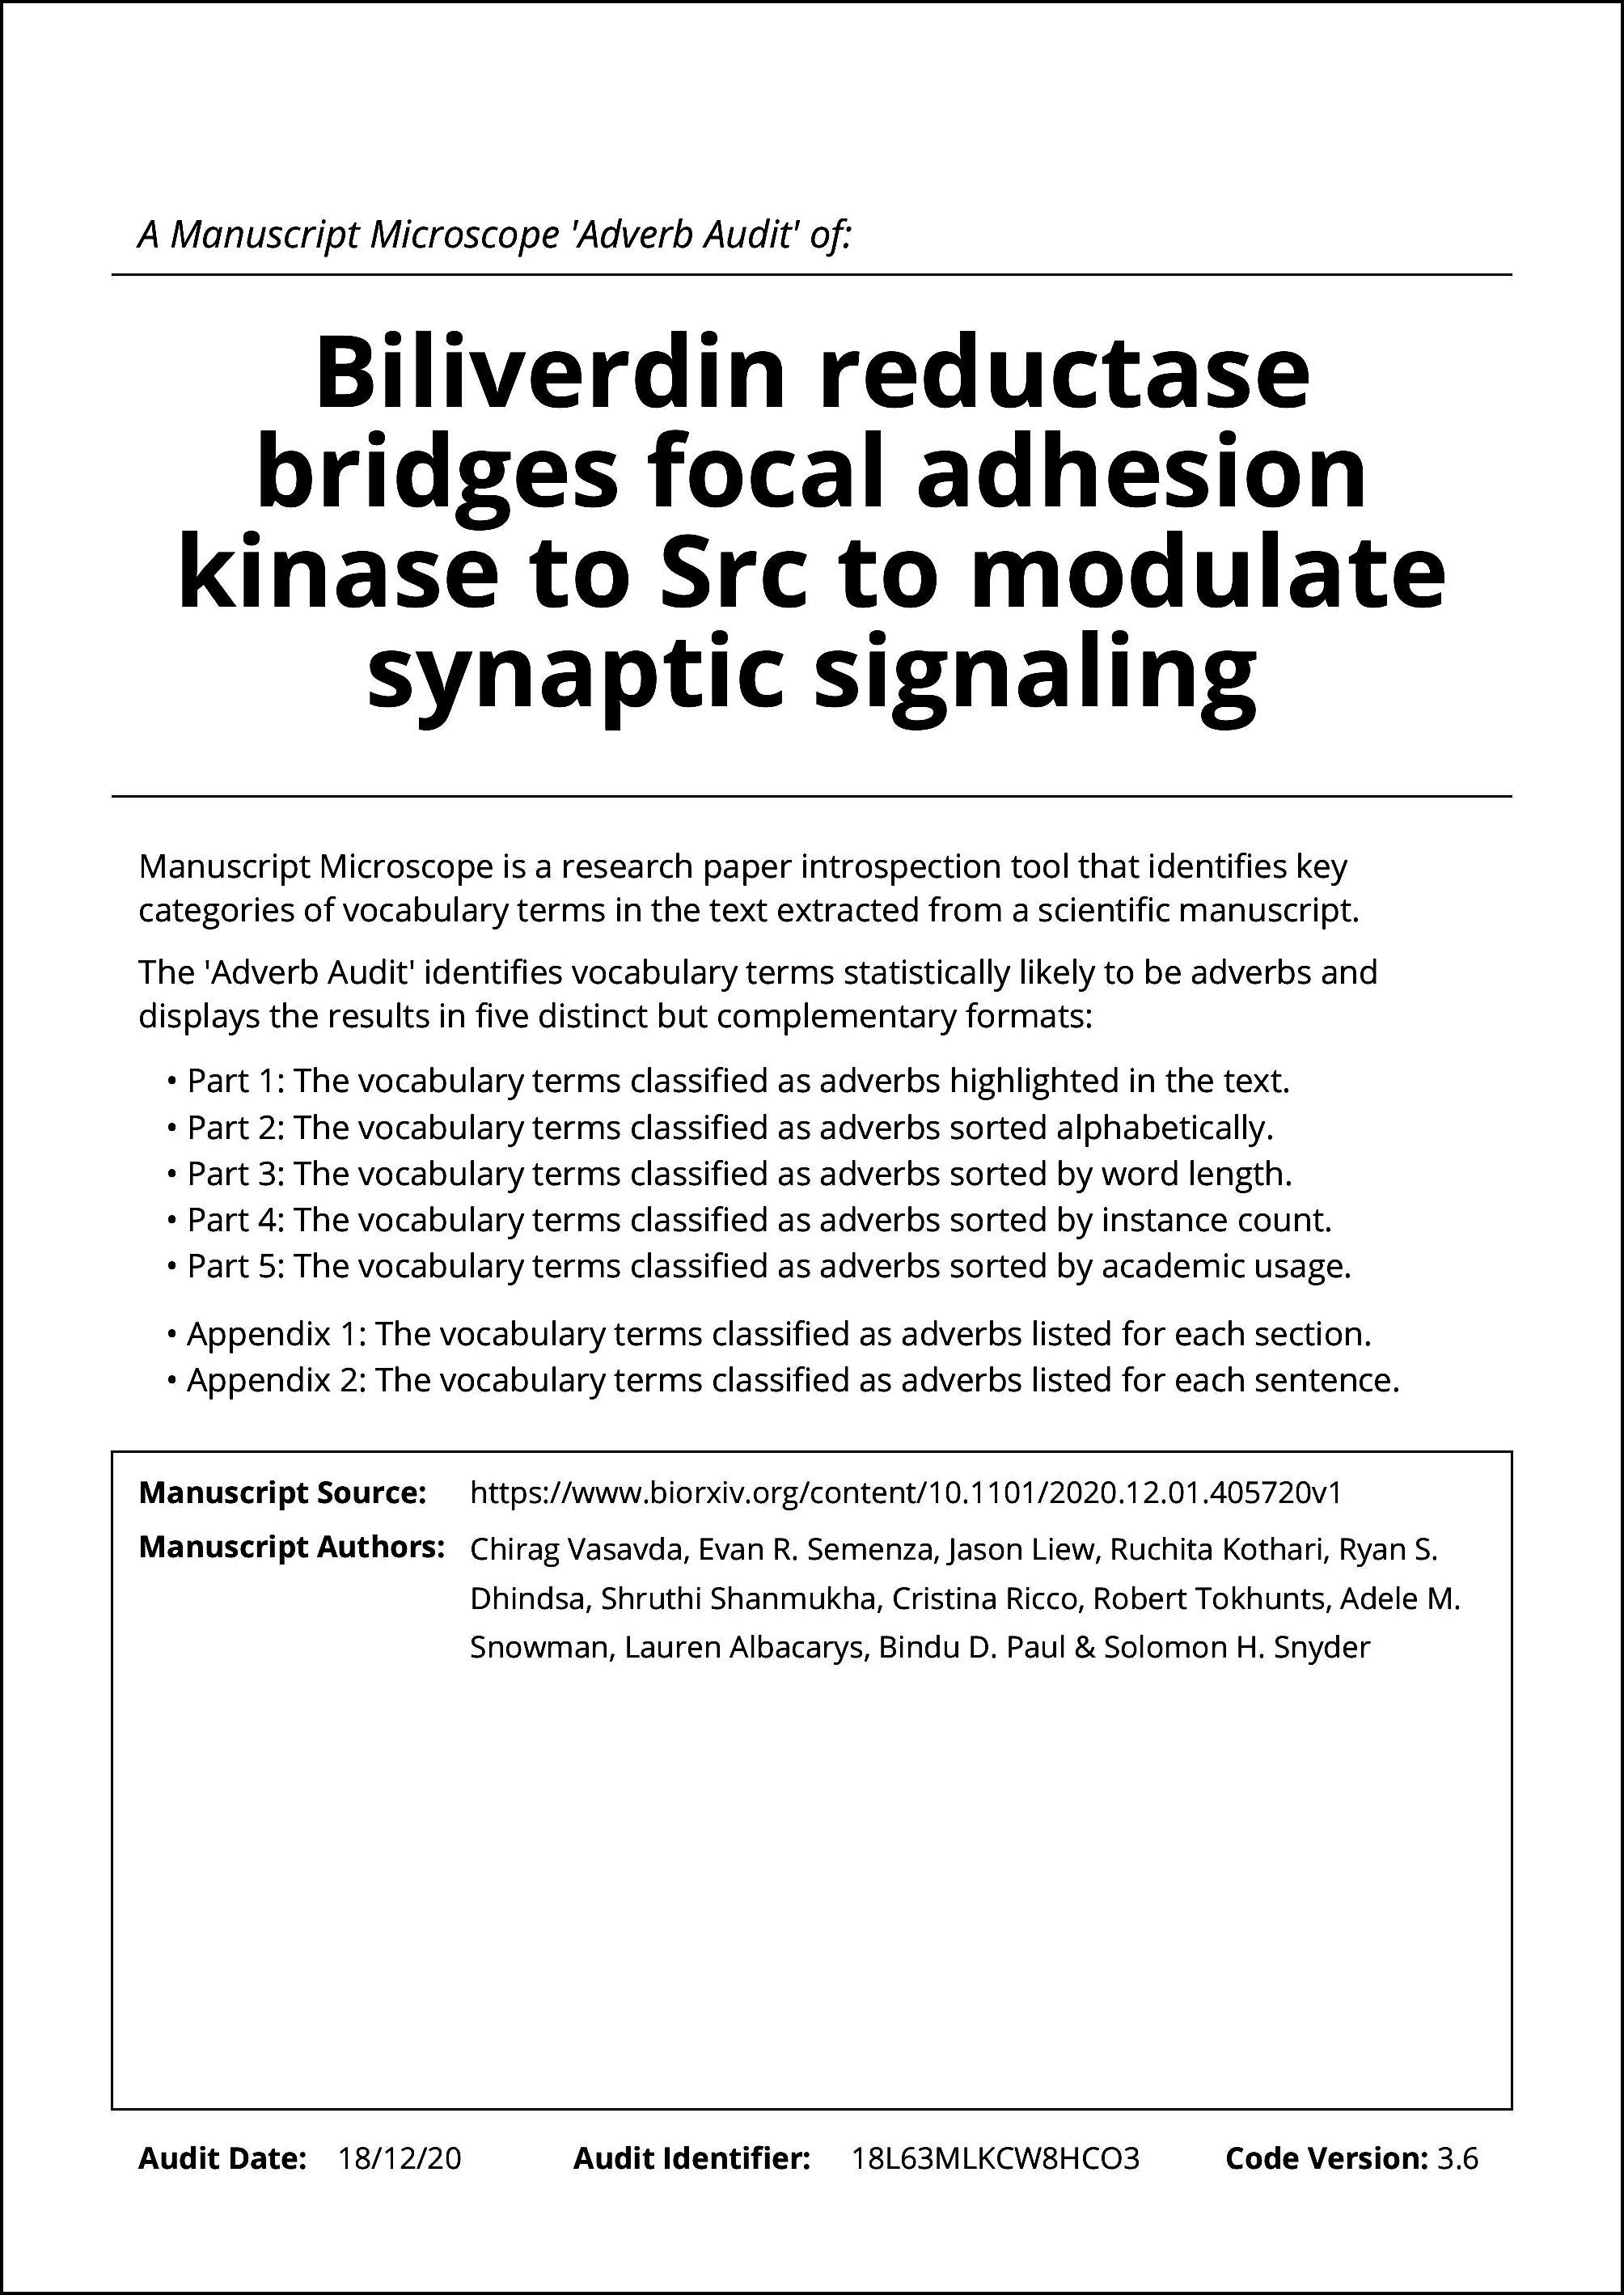 A Manuscript Microscope 'Adverb Audit' of:
Biliverdin reductase
bridges focal adhesion
kinase to Src to modulate
synaptic signaling
Manuscript Microscope is a research paper introspection tool that identifies key
categories of vocabulary terms in the text extracted from a scientific manuscript.
The 'Adverb Audit' identifies vocabulary terms statistically likely to be adverbs and
displays the results in five distinct but complementary formats:
• Part 1: The vocabulary terms classified as adverbs highlighted in the text.
• Part 2: The vocabulary terms classified as adverbs sorted alphabetically.
• Part 3: The vocabulary terms classified as adverbs sorted by word length.
• Part 4: The vocabulary terms classified as adverbs sorted by instance count.
• Part 5: The vocabulary terms classified as adverbs sorted by academic usage.
• Appendix 1: The vocabulary terms classified as adverbs listed for each section.
• Appendix 2: The vocabulary terms classified as adverbs listed for each sentence.
Manuscript Source: https://www.biorxiv.org/content/10.1101/2020.12.01.405720v1
Manuscript Authors: Chirag Vasavda, Evan R. Semenza, Jason Liew, Ruchita Kothari, Ryan S.
Dhindsa, Shruthi Shanmukha, Cristina Ricco, Robert Tokhunts, Adele M.
Snowman, Lauren Albacarys, Bindu D. Paul & Solomon H. Snyder
Audit Date: 18/12/20 Audit Identifier: 18L63MLKCW8HCO3 Code Version: 3.6